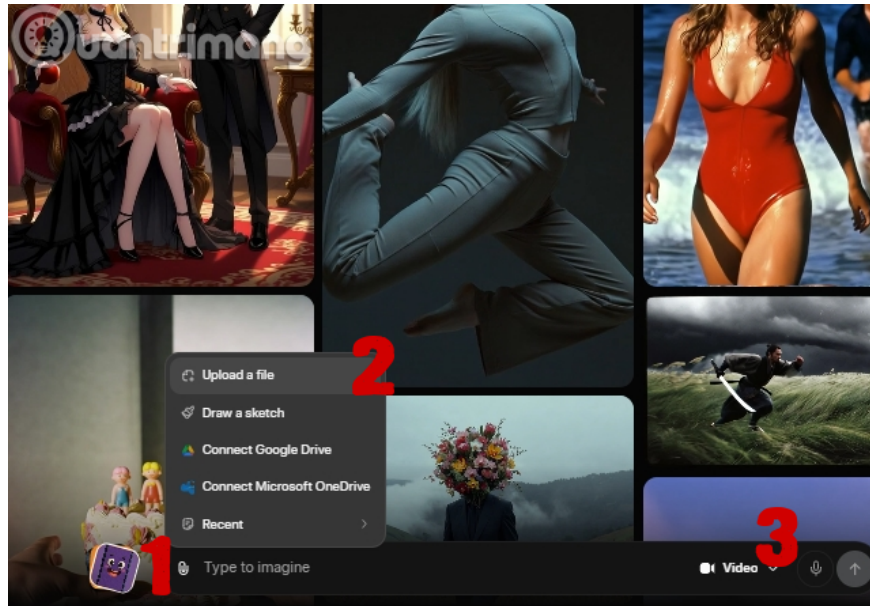 Quantrimang
2
Upload a file
Draw a sketch
Connect Google Drive
Connect Microsoft OneDrive
Recent
1
Type to imagine
Video
3